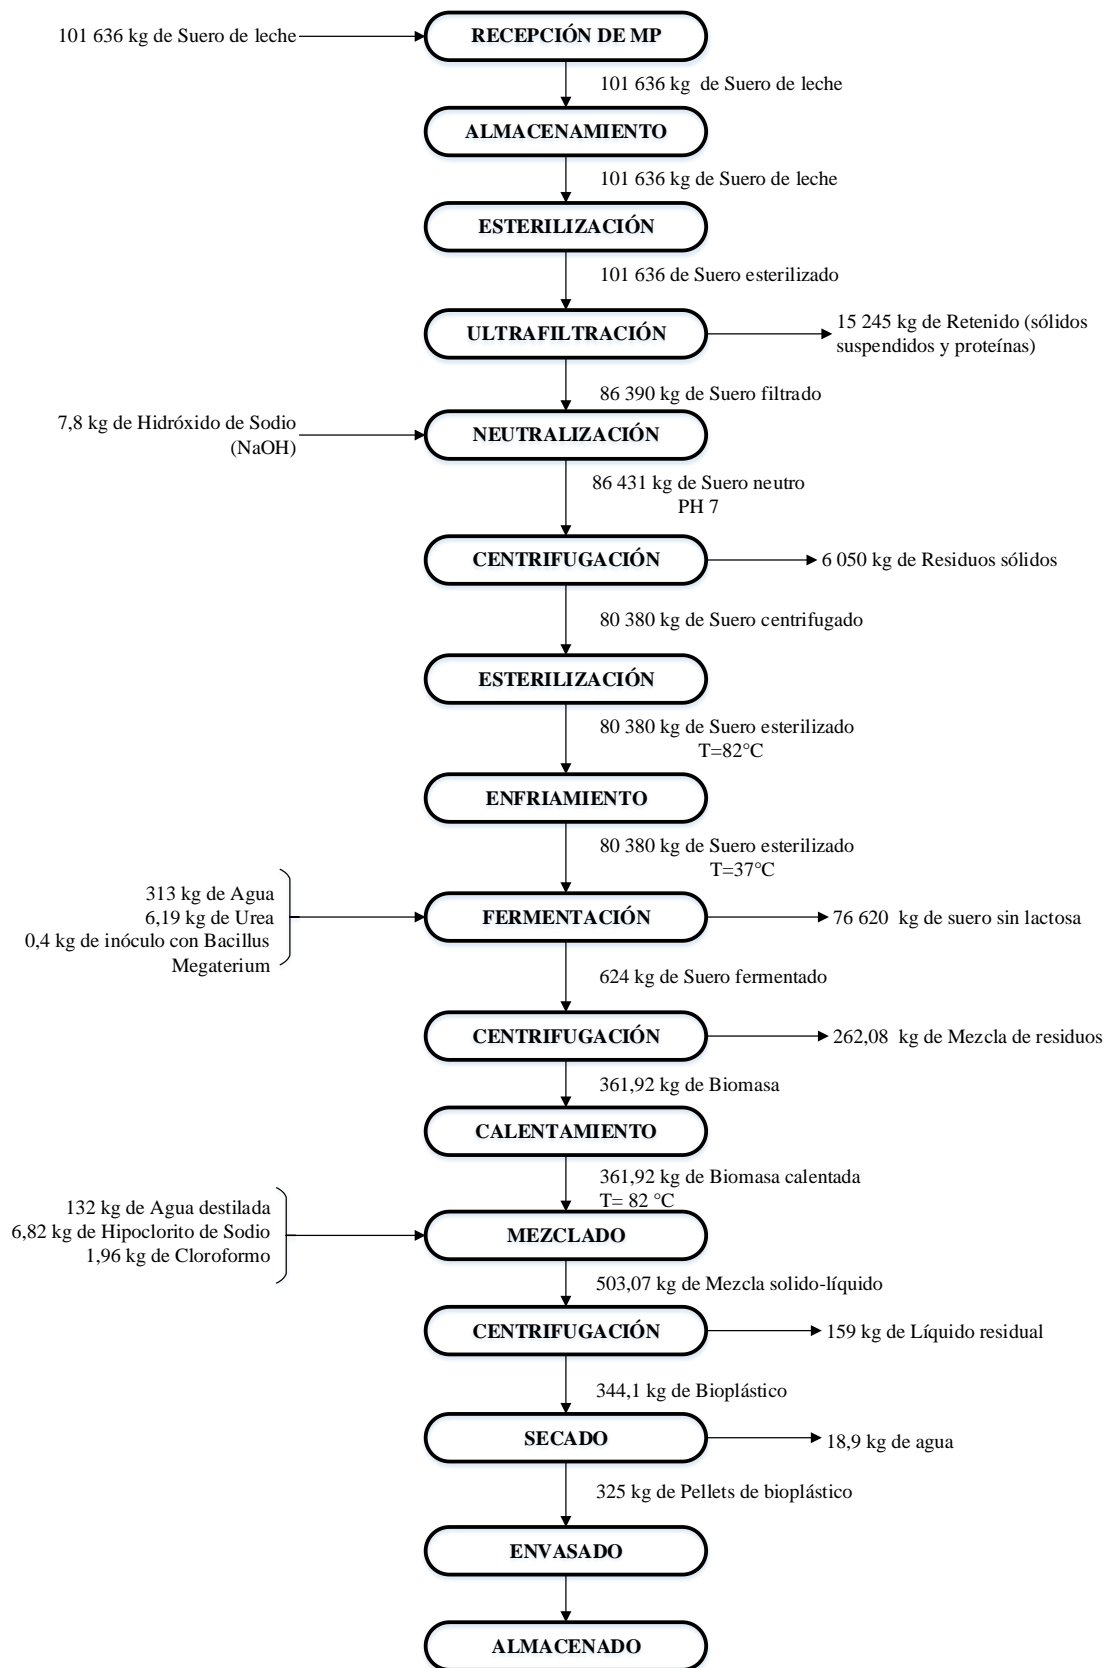 101 636 kg de Suero de leche
RECEPCIÓN DE MP
101 636 kg de Suero de leche
ALMACENAMIENTO
101 636 kg de Suero de leche
ESTERILIZACIÓN
101 636 de Suero esterilizado
ULTRAFILTRACIÓN
15 245 kg de Retenido (sólidos
suspendidos y proteínas)
86 390 kg de Suero filtrado
7,8 kg de Hidróxido de Sodio
(NaOH)
NEUTRALIZACIÓN
86 431 kg de Suero neutro
PH 7
CENTRIFUGACIÓN
6 050 kg de Residuos sólidos
80 380 kg de Suero centrifugado
ESTERILIZACIÓN
80 380 kg de Suero esterilizado
T=82°C
ENFRIAMIENTO
80 380 kg de Suero esterilizado
T=37°C
313 kg de Agua
6,19 kg de Urea
0,4 kg de inóculo con Bacillus
Megaterium
FERMENTACIÓN
76 620 kg de suero sin lactosa
624 kg de Suero fermentado
CENTRIFUGACIÓN
262,08 kg de Mezcla de residuos
361,92 kg de Biomasa
CALENTAMIENTO
361,92 kg de Biomasa calentada
T= 82 °C
132 kg de Agua destilada
6,82 kg de Hipoclorito de Sodio
1,96 kg de Cloroformo
MEZCLADO
503,07 kg de Mezcla solido-líquido
CENTRIFUGACIÓN
159 kg de Líquido residual
344,1 kg de Bioplástico
SECADO
18,9 kg de agua
325 kg de Pellets de bioplástico
ENVASADO
ALMACENADO